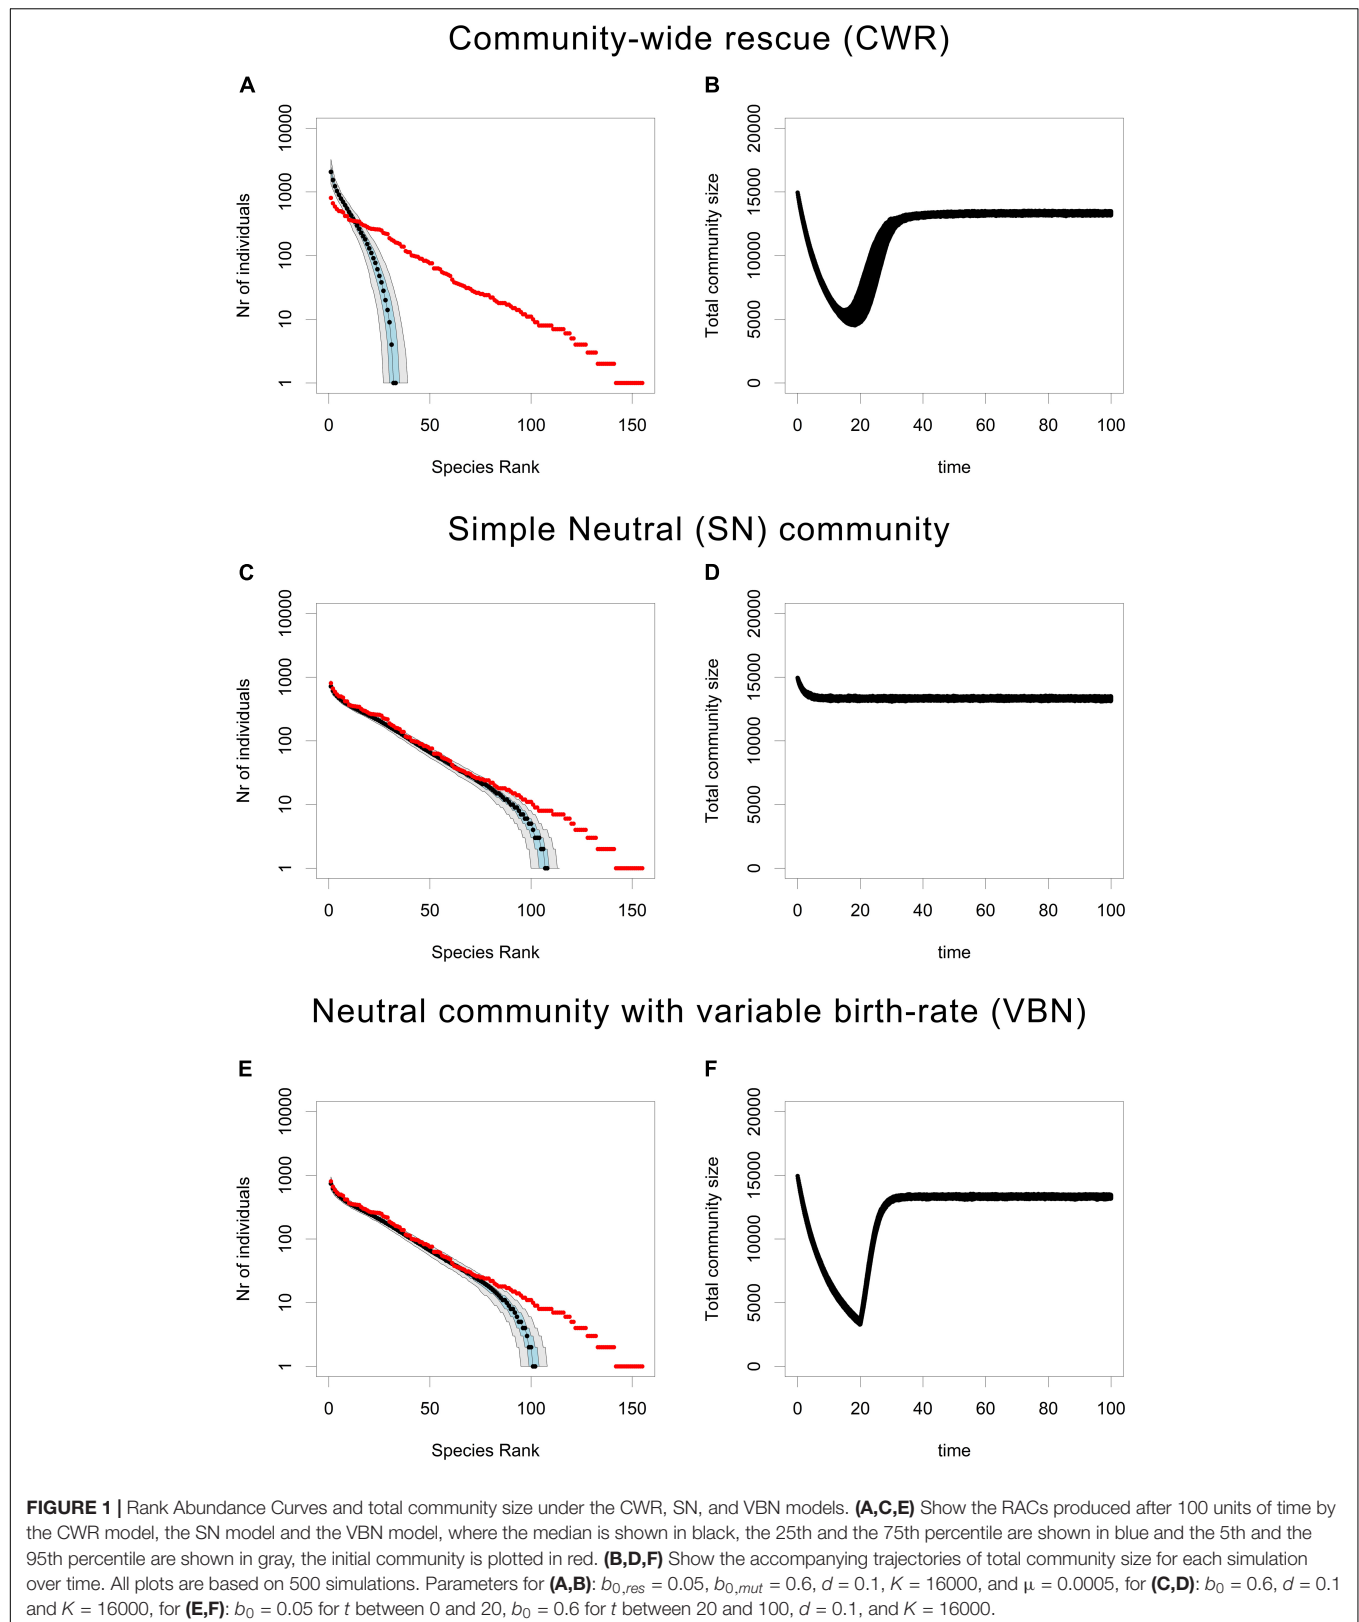 Community-wide rescue (CWR)
A
B
Nr of individuals
1 10 100 1000 10000
0 50 100 150
Species Rank
Total community size
0 5000 10000 15000 20000
0 20 40 60 80 100
time
Simple Neutral (SN) community
C
D
Nr of individuals
1 10 100 1000 10000
0 50 100 150
Species Rank
Total community size
0 5000 10000 15000 20000
0 20 40 60 80 100
time
Neutral community with variable birth-rate (VBN)
E
F
Nr of individuals
1 10 100 1000 10000
0 50 100 150
Species Rank
Total community size
0 5000 10000 15000 20000
0 20 40 60 80 100
time
FIGURE 1 | Rank Abundance Curves and total community size under the CWR, SN, and VBN models. (A,C,E) Show the RACs produced after 100 units of time by
the CWR model, the SN model and the VBN model, where the median is shown in black, the 25th and the 75th percentile are shown in blue and the 5th and the
95th percentile are shown in gray, the initial community is plotted in red. (B,D,F) Show the accompanying trajectories of total community size for each simulation
over time. All plots are based on 500 simulations. Parameters for (A,B): b0,res = 0.05, b0,mut = 0.6, d = 0.1, K = 16000, and μ = 0.0005, for (C,D): b0 = 0.6, d = 0.1
and K = 16000, for (E,F): b0 = 0.05 for t between 0 and 20, b0 = 0.6 for t between 20 and 100, d = 0.1, and K = 16000.